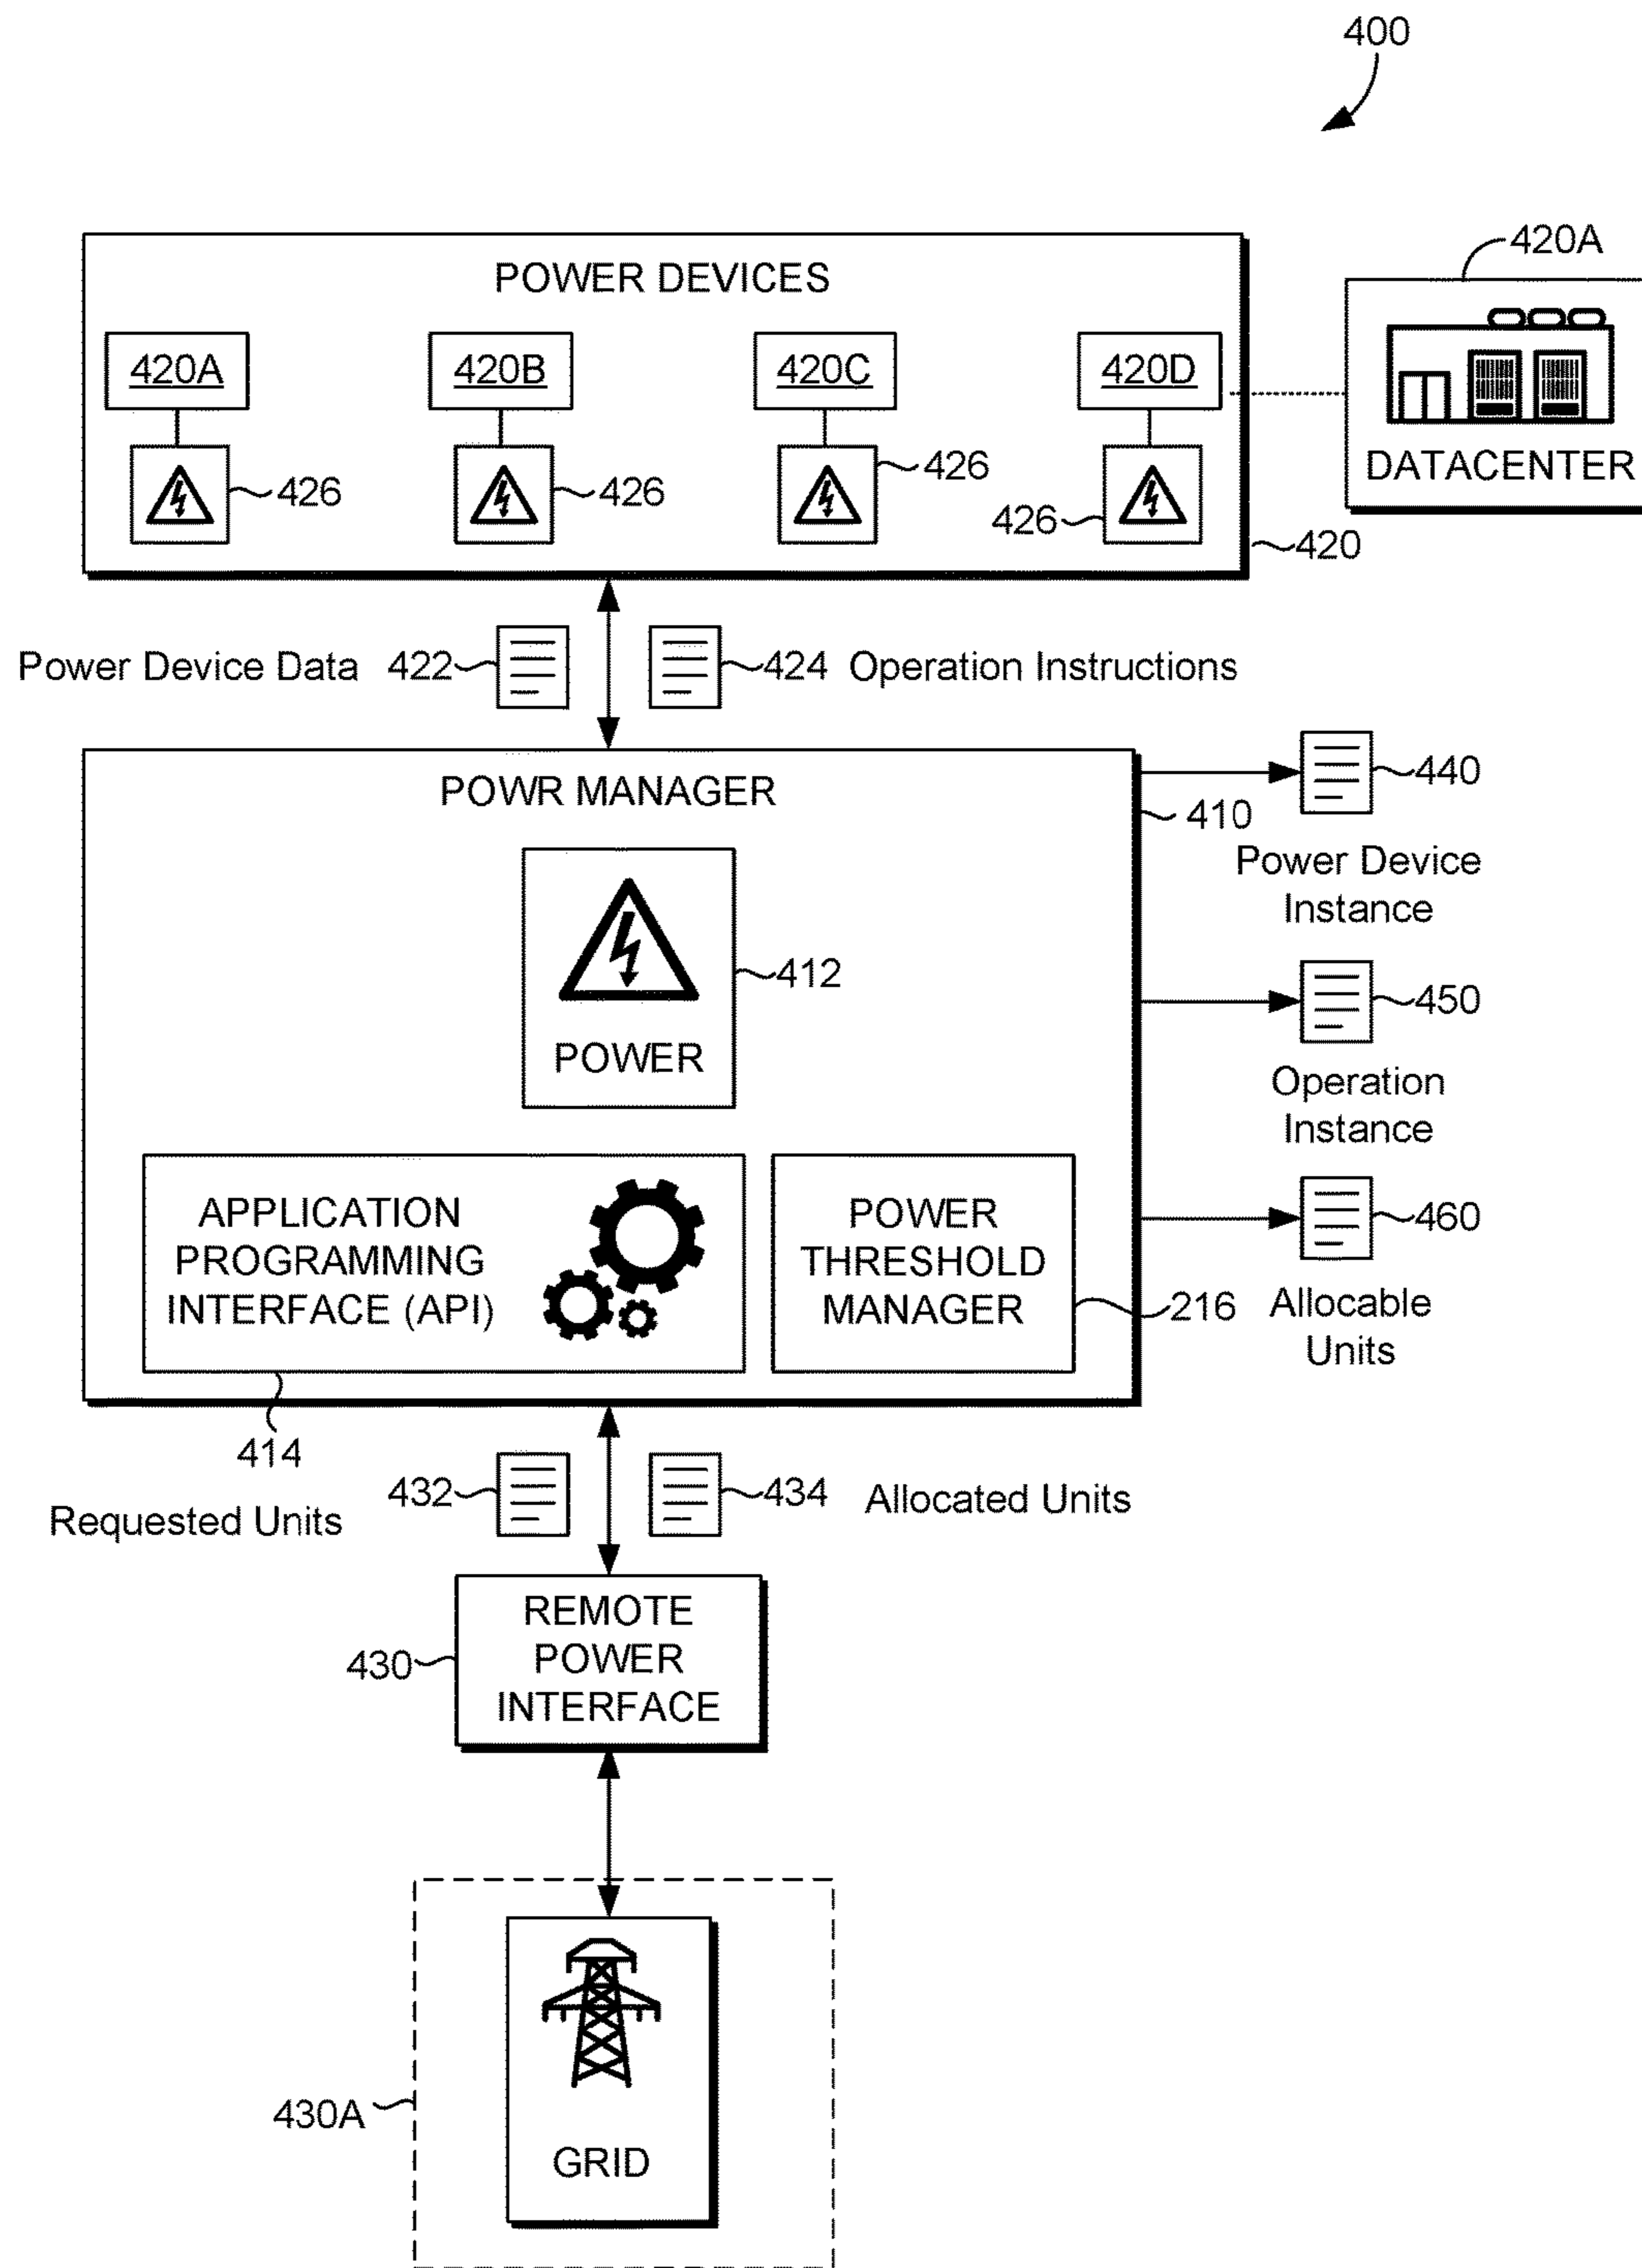 400
420A
POWER DEVICES
420A
420B
420C
420D
DATACENTER
426
426
426
426
420
Power Device Data
422
424
Operation Instructions
POWR MANAGER
440
410
Power Device
Instance
412
POWER
450
Operation
Instance
APPLICATION
PROGRAMMING
INTERFACE (API)
POWER
THRESHOLD
MANAGER
460
216
Allocable
Units
414
Requested Units
432
434
Allocated Units
REMOTE
POWER
INTERFACE
430
430A
GRID